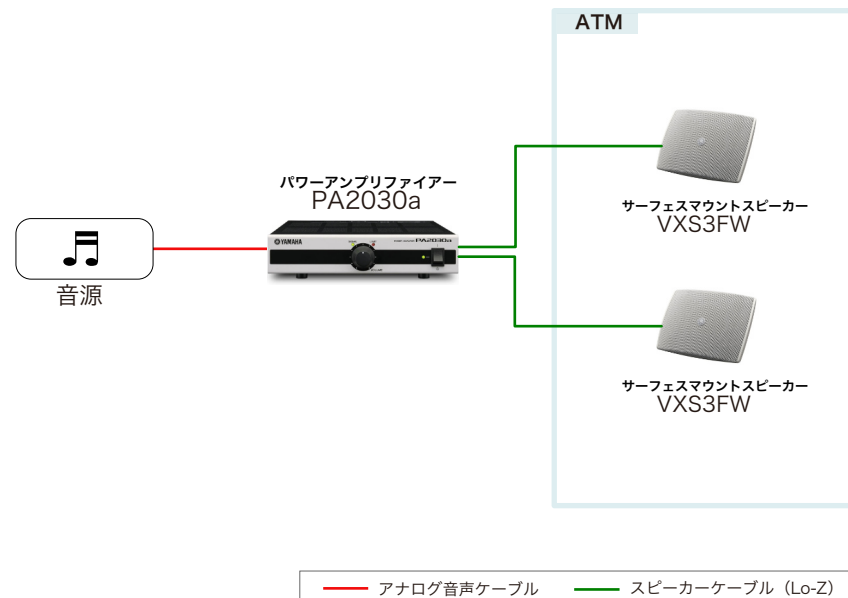 ATM
パワーアンプリファイアー
PA2030a
YAMAHA
PA2030a
VOLUME
音源
サーフェスマウントスピーカー
VXS3FW
サーフェスマウントスピーカー
VXS3FW
アナログ音声ケーブル
スピーカーケーブル（Lo-Z）